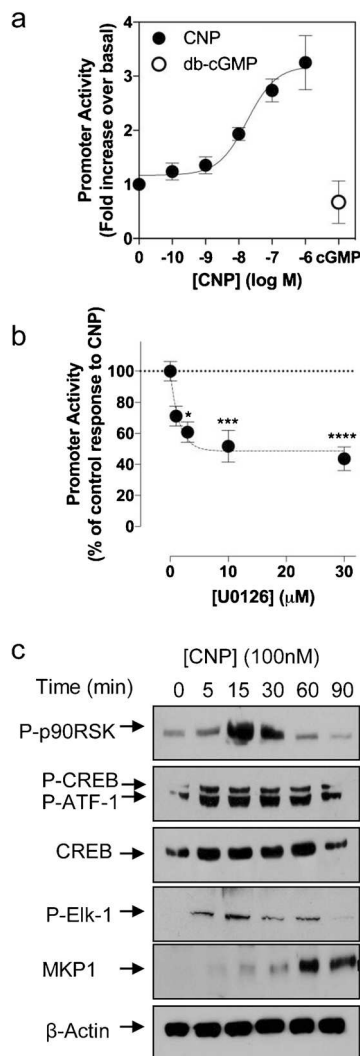 a
CNP
db-cGMP
Promoter Activity
(Fold increase over basal)
4
3
2
1
0
0 -10 -9 -8 -7 -6 cGMP
[CNP] (log M)
b
Promoter Activity
(% of control response to CNP)
100
80
60
40
20
0
* *** ****
0 10 20 30
[U0126] (μM)
c
[CNP] (100nM)
Time (min) 0 5 15 30 60 90
P-p90RSK
P-CREB
P-ATF-1
CREB
P-Elk-1
MKP1
β-Actin